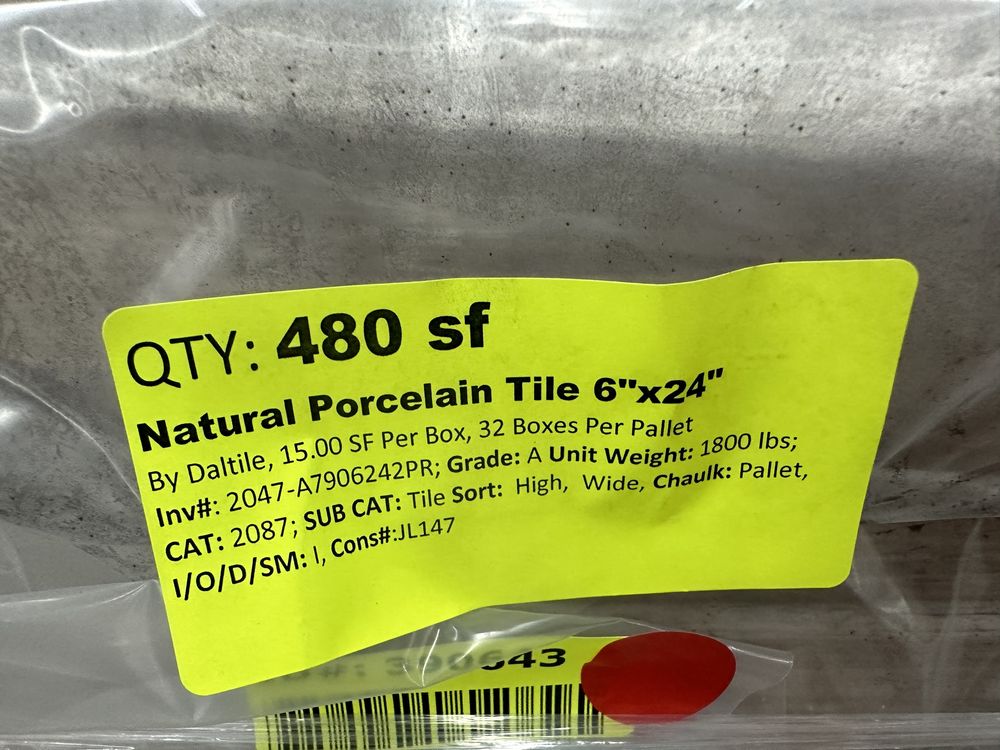 QTY: 480 sf
Natural Porcelain Tile 6"x24"
By Daltile, 15.00 SF Per Box, 32 Boxes Per Pallet
Inv#: 2047-A7906242PR; Grade: A Unit Weight: 1800 lbs;
CAT: 2087; SUB CAT: Tile Sort: High, Wide, Chaulk: Pallet,
I/O/D/SM: I, Cons#:JL147
#: 390643